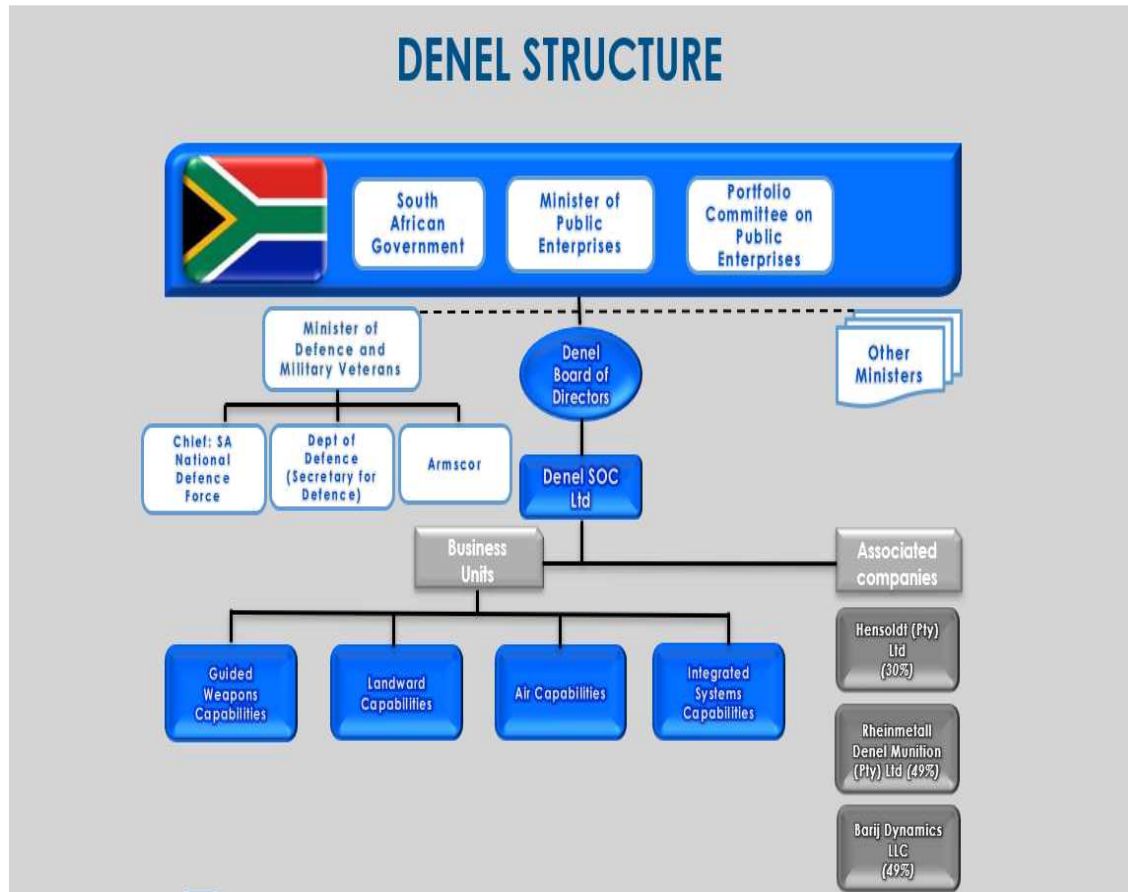 DENEL STRUCTURE
South
African
Government
Minister of
Public
Enterprises
Portfolio
Committee on
Public
Enterprises
Minister of
Defence and
Military Veterans
Denel
Board of
Directors
Other
Ministers
Chief: SA
National
Defence
Force
Dept of
Defence
(Secretary for
Defence)
Armscor
Denel SOC
Ltd
Business
Units
Associated
companies
Guided
Weapons
Capabilities
Landward
Capabilities
Air Capabilities
Integrated
Systems
Capabilities
Hensoldt (Pty)
Ltd
(30%)
Rheinmetall
Denel Munition
(Pty) Ltd (49%)
Barij Dynamics
LLC
(49%)